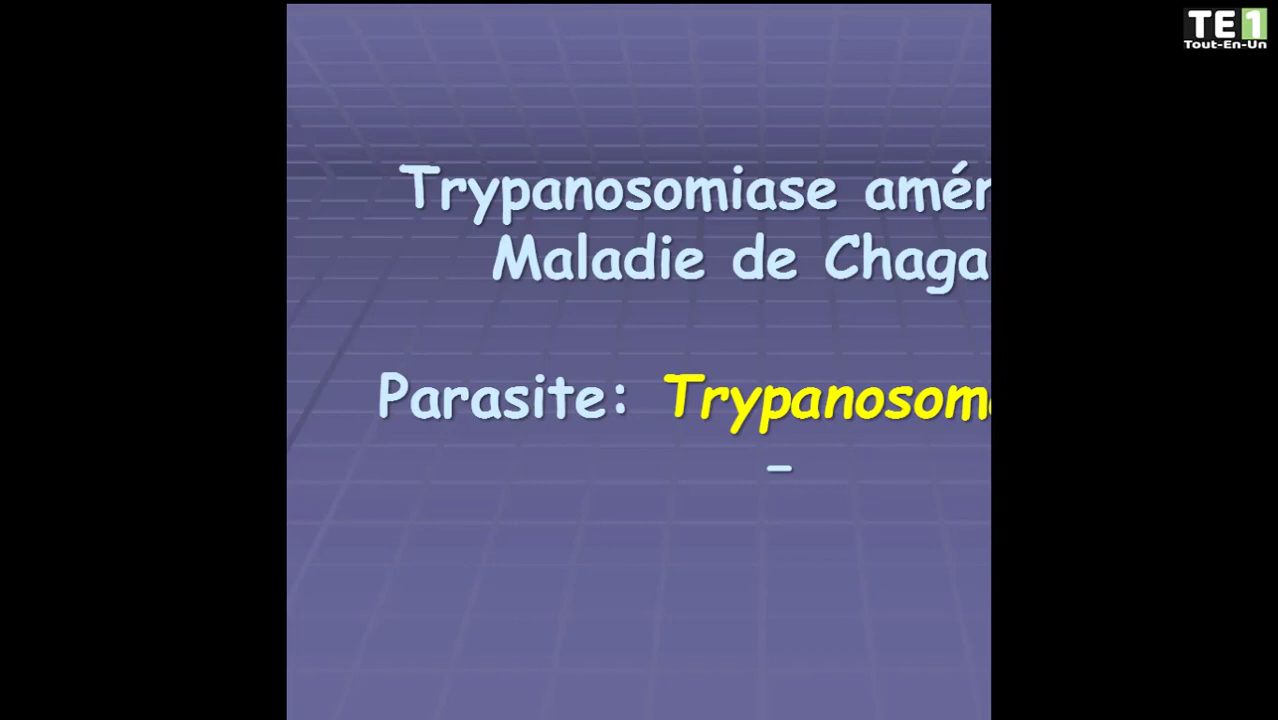 TE1
Tout-En-Un
Trypanosomiase amér
Maladie de Chaga
Parasite: Trypanosom
–